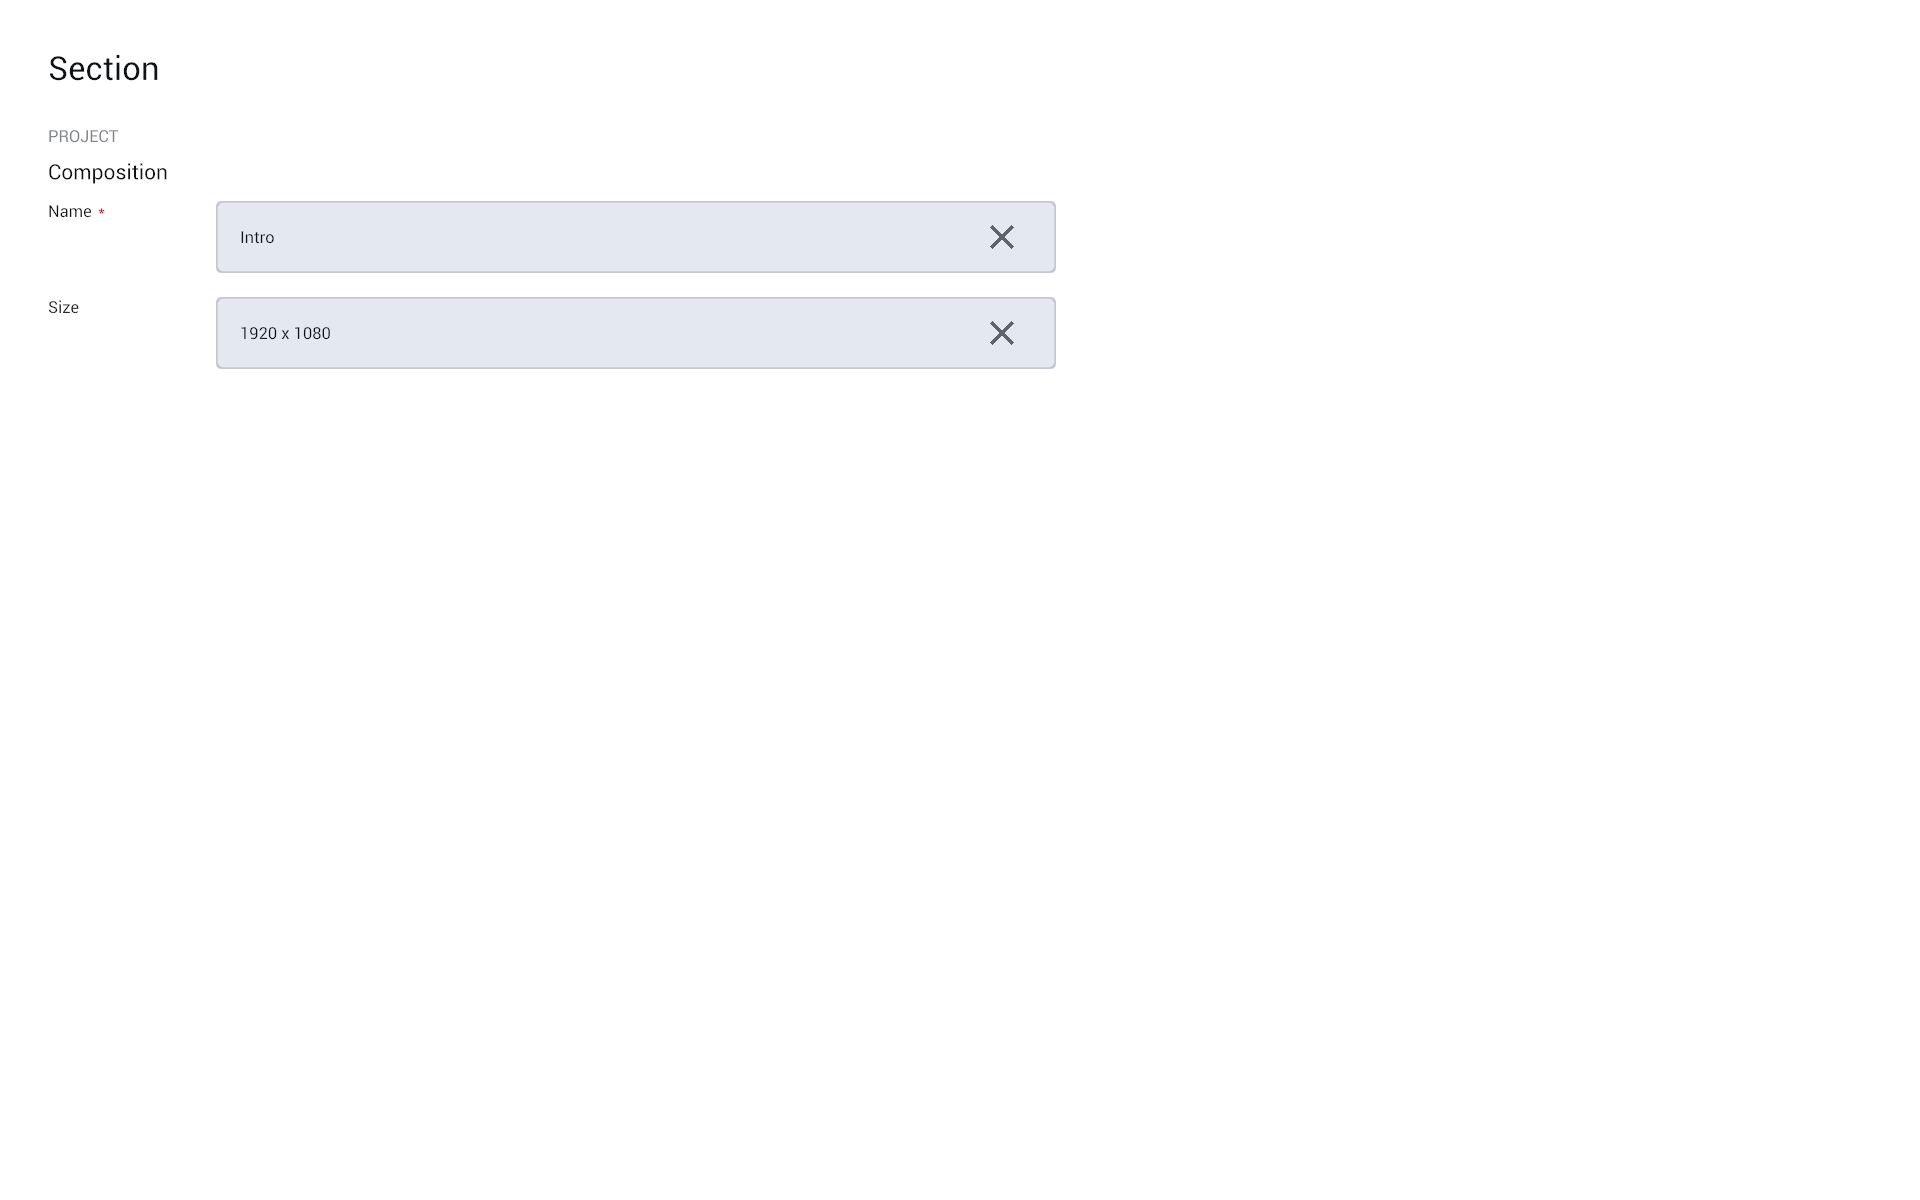 Section
PROJECT
Composition
Name *
Intro
Size
1920 x 1080